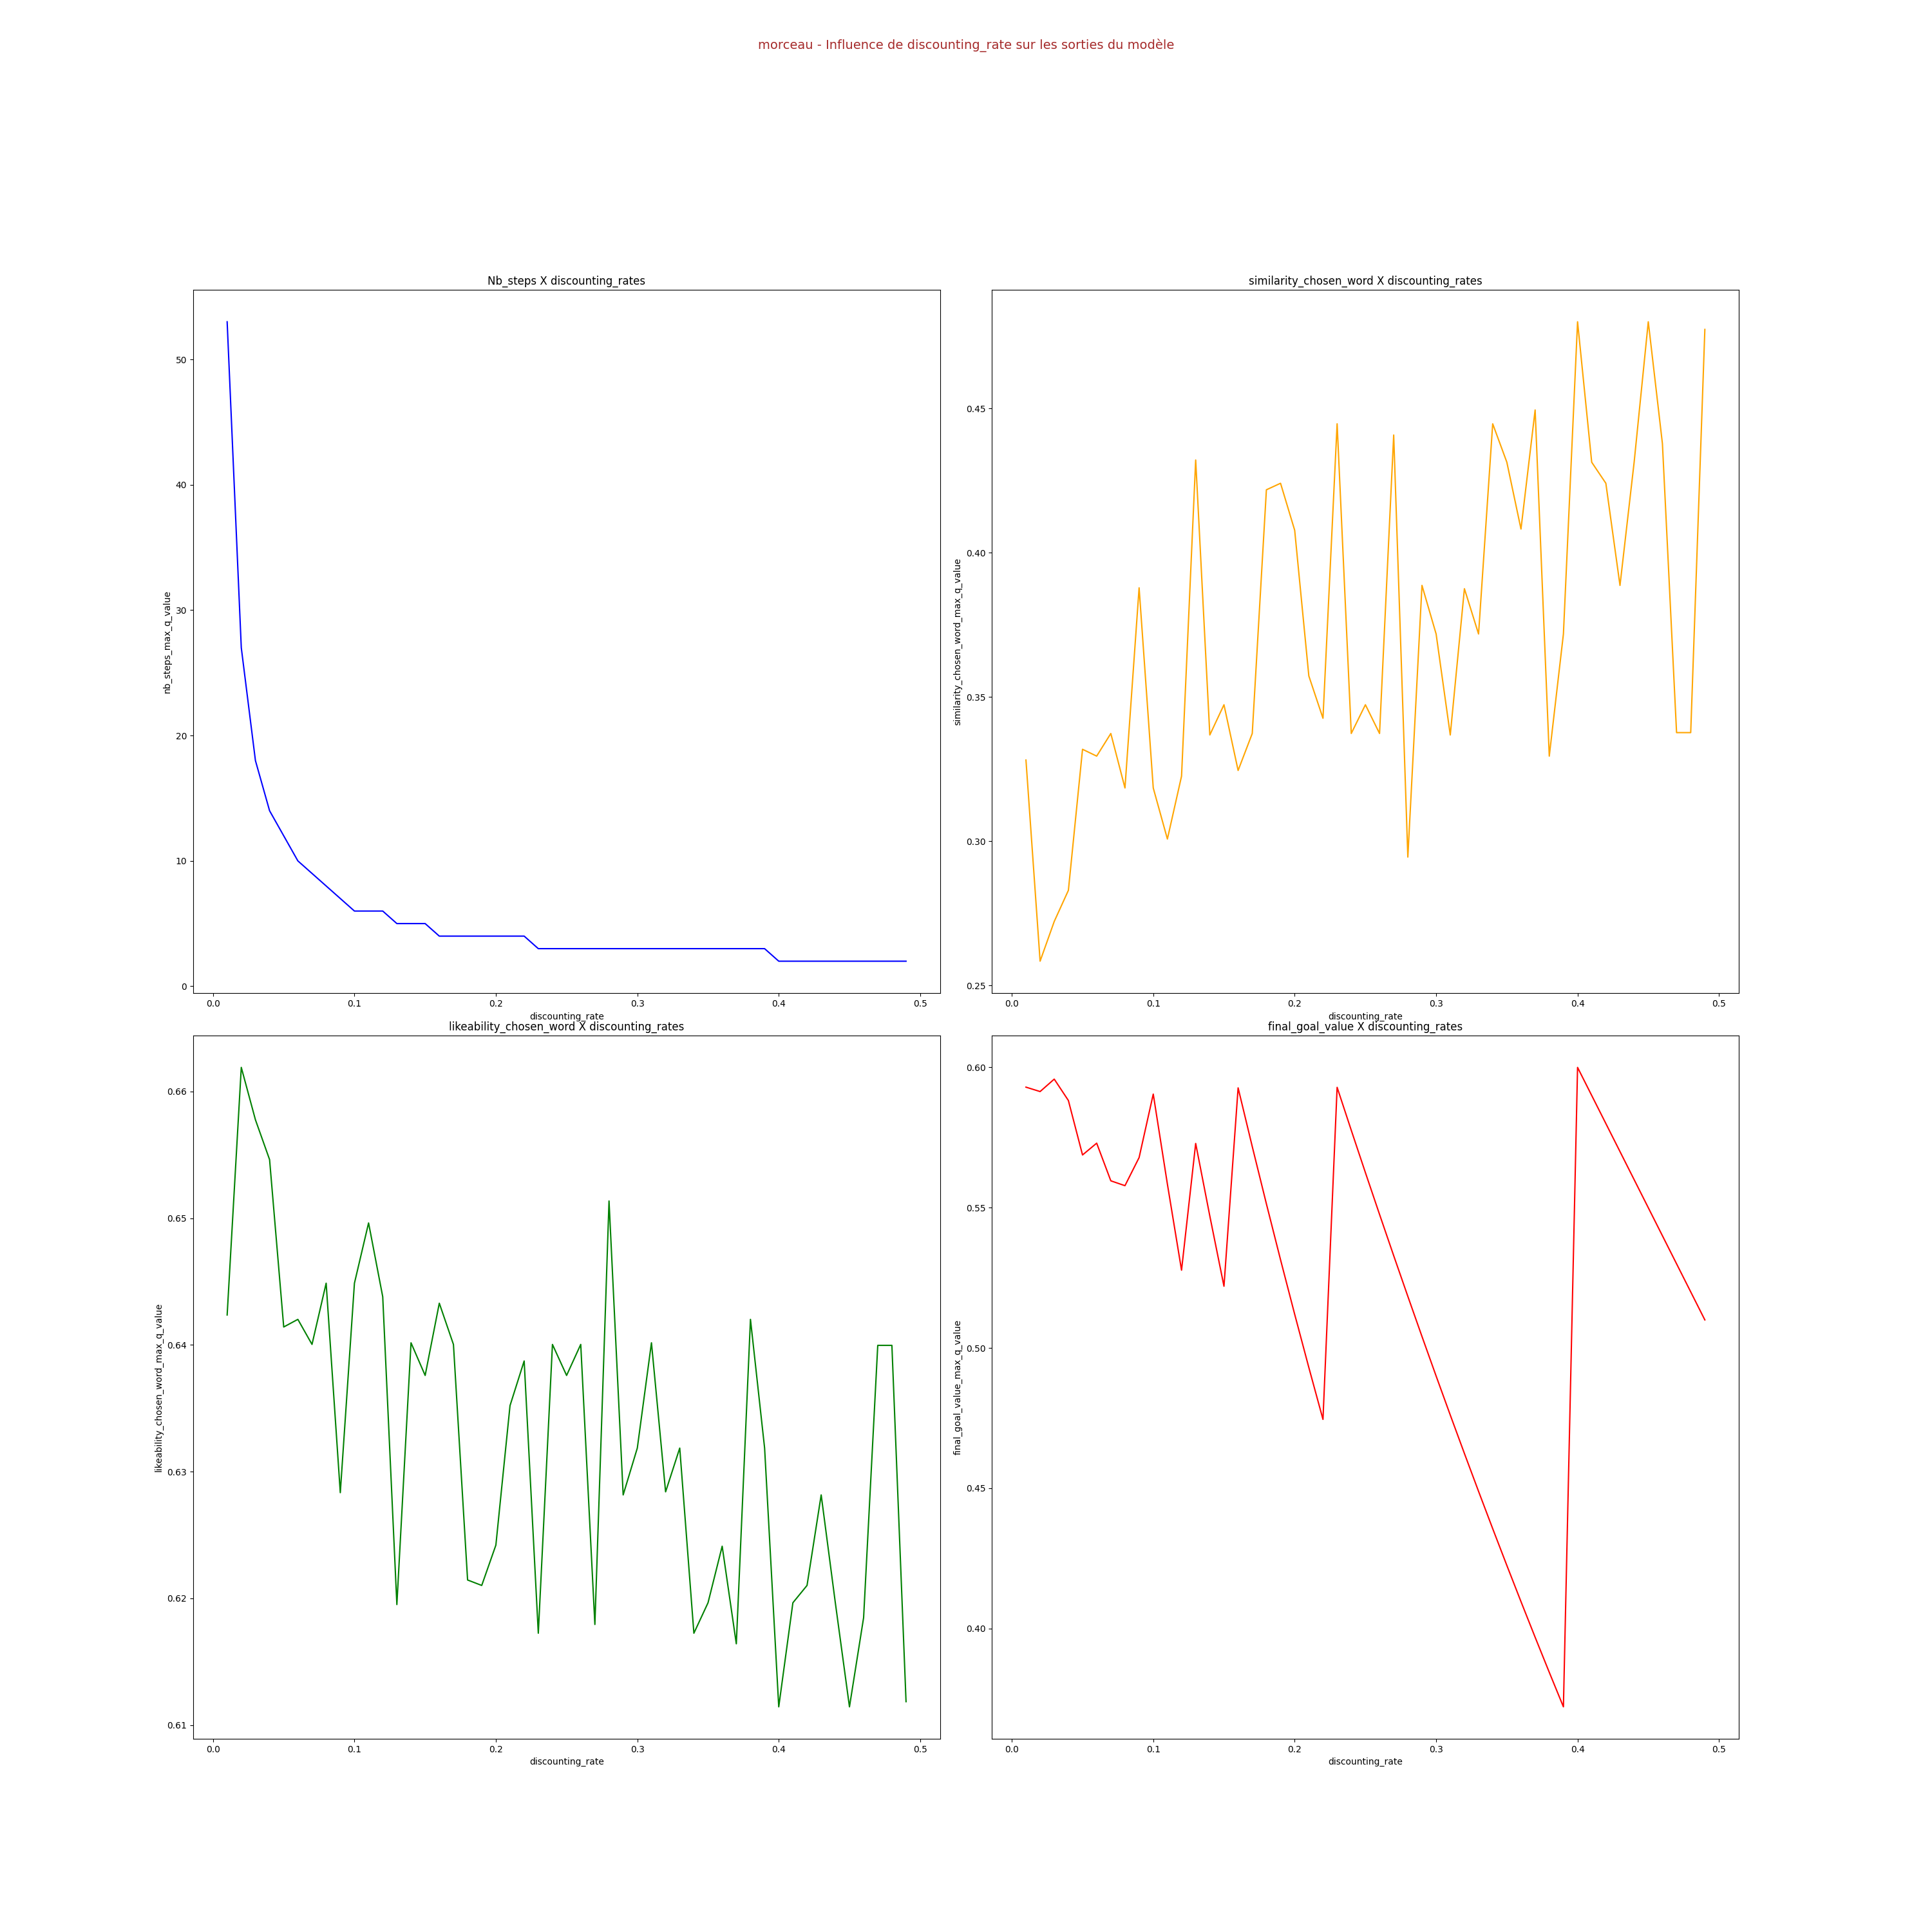 morceau - Influence de discounting_rate sur les sorties du modèle
Nb_steps X discounting_rates
nb_steps_max_q_value
50
40
30
20
10
0
0.0 0.1 0.2 0.3 0.4 0.5
discounting_rate
similarity_chosen_word X discounting_rates
similarity_chosen_word_max_q_value
0.45
0.40
0.35
0.30
0.25
0.0 0.1 0.2 0.3 0.4 0.5
discounting_rate
likeability_chosen_word X discounting_rates
likeability_chosen_word_max_q_value
0.66
0.65
0.64
0.63
0.62
0.61
0.0 0.1 0.2 0.3 0.4 0.5
discounting_rate
final_goal_value X discounting_rates
final_goal_value_max_q_value
0.60
0.55
0.50
0.45
0.40
0.0 0.1 0.2 0.3 0.4 0.5
discounting_rate